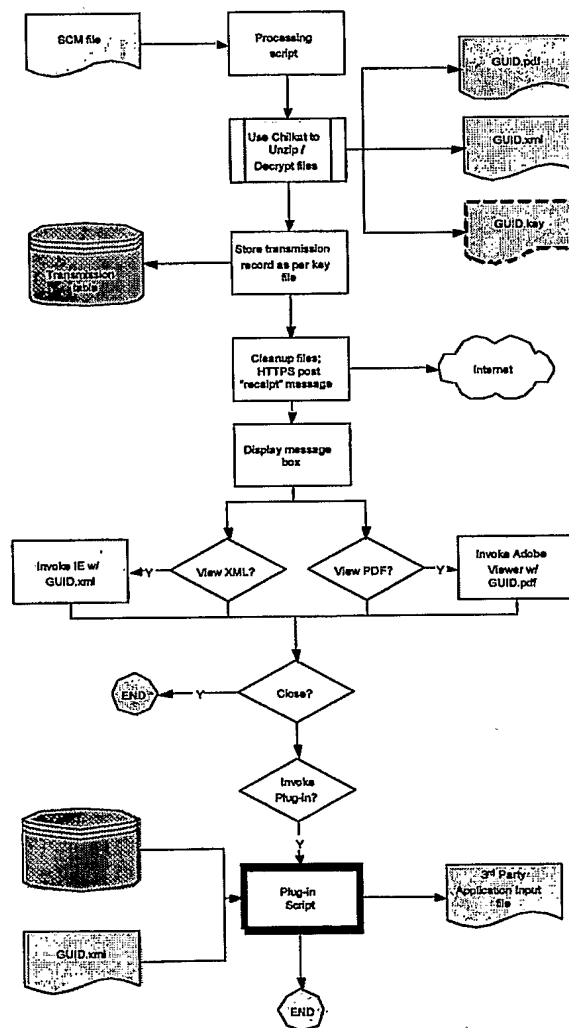 SCM file
Processing
script
GUID.pdf
Use Chilkat to
Unzip /
Decrypt files
GUID.xml
GUID.key
Store transmission
record as per key
file
Transmission
table
Cleanup files;
HTTPS post
"receipt" message
Internet
Display message
box
Invoke IE w/
GUID.xml
Y
View XML?
View PDF?
Y
Invoke Adobe
Viewer w/
GUID.pdf
END
Y
Close?
Invoke
Plug-in?
Y
Plug-in
Script
3rd Party
Application Input
file
GUID.xml
END